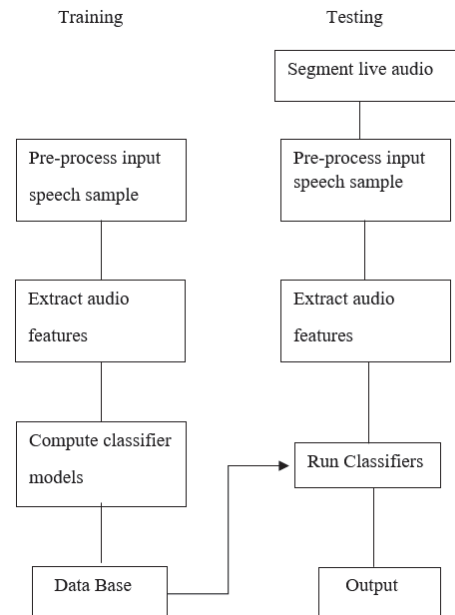 Training
Testing
Segment live audio
Pre-process input
speech sample
Pre-process input
speech sample
Extract audio
features
Extract audio
features
Compute classifier
models
Run Classifiers
Data Base
Output